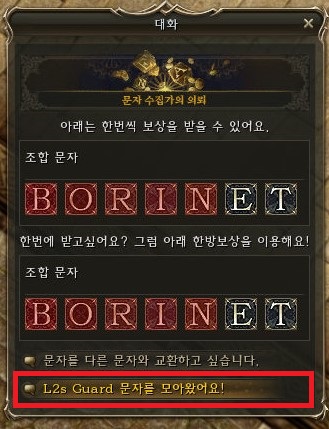 대화
문자 수집가의 의뢰
아래는 한번씩 보상을 받을 수 있어요.
조합 문자
BORINET
한번에 받고싶어요? 그럼 아래 한방보상을 이용해요!
조합 문자
BORINET
문자를 다른 문자와 교환하고 싶습니다.
L2s Guard 문자를 모아왔어요!